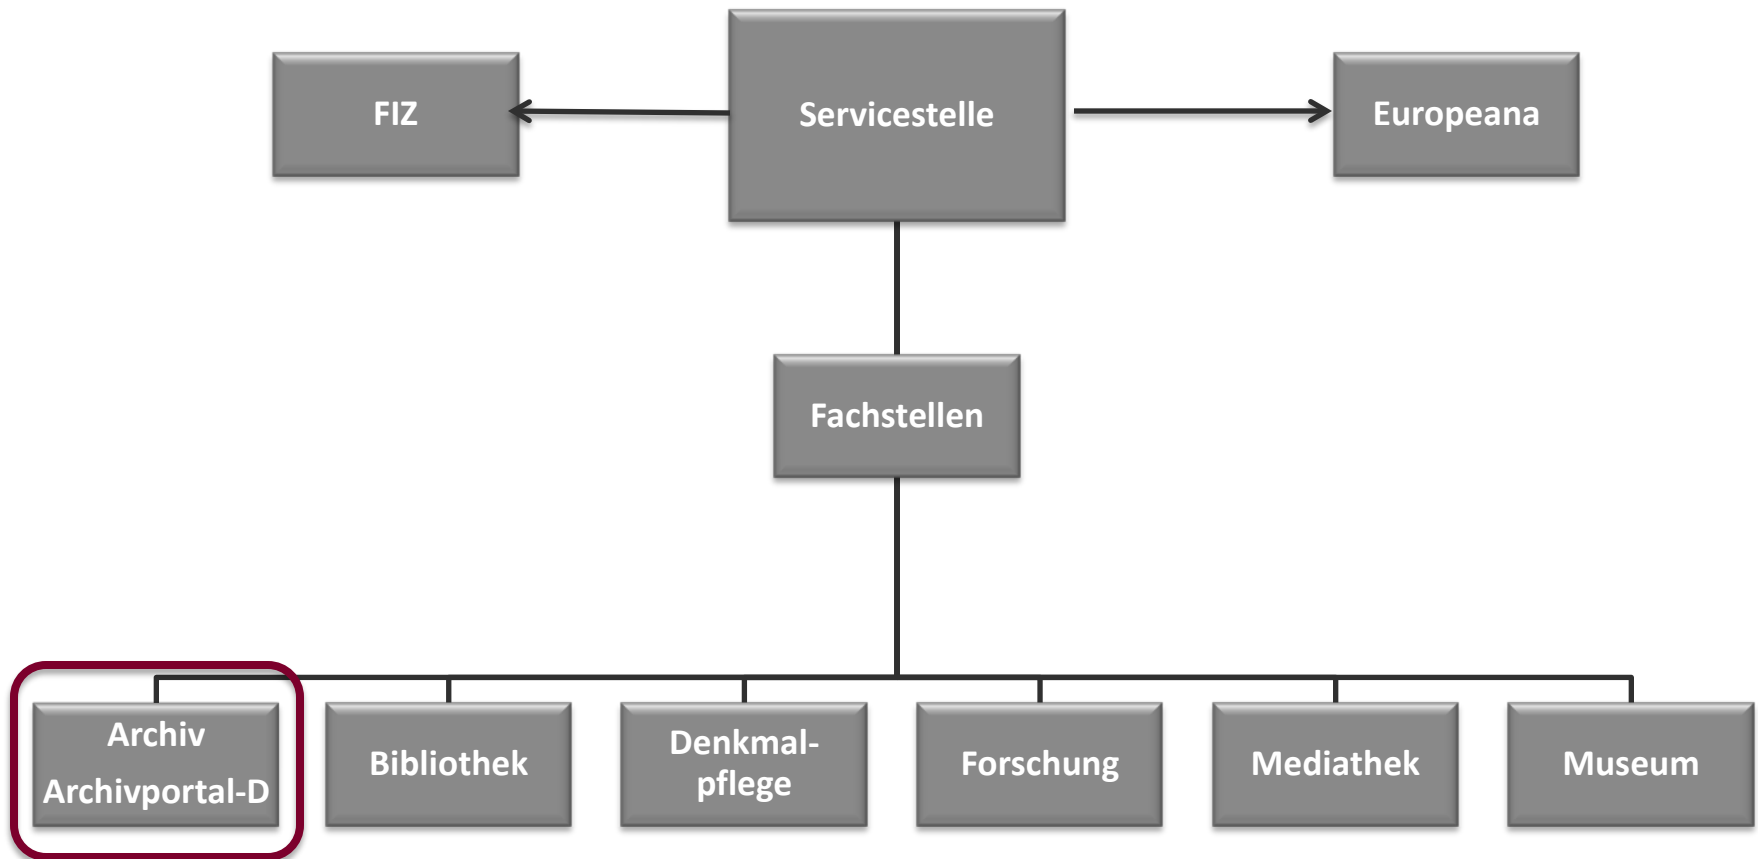 FIZ
Servicestelle
Europeana
Fachstellen
Archiv
Archivportal-D
Bibliothek
Denkmal-
pflege
Forschung
Mediathek
Museum